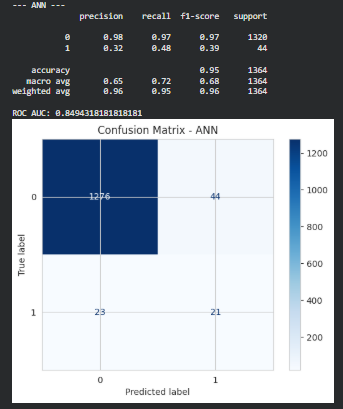 --- ANN ---
precision recall f1-score support
0 0.98 0.97 0.97 1320
1 0.32 0.48 0.39 44
accuracy 0.95 1364
macro avg 0.65 0.72 0.68 1364
weighted avg 0.96 0.95 0.96 1364
ROC AUC: 0.8494318181818181
Confusion Matrix - ANN
1200
1000
800
600
400
200
True label
0
1276
44
1
23
21
0 1
Predicted label